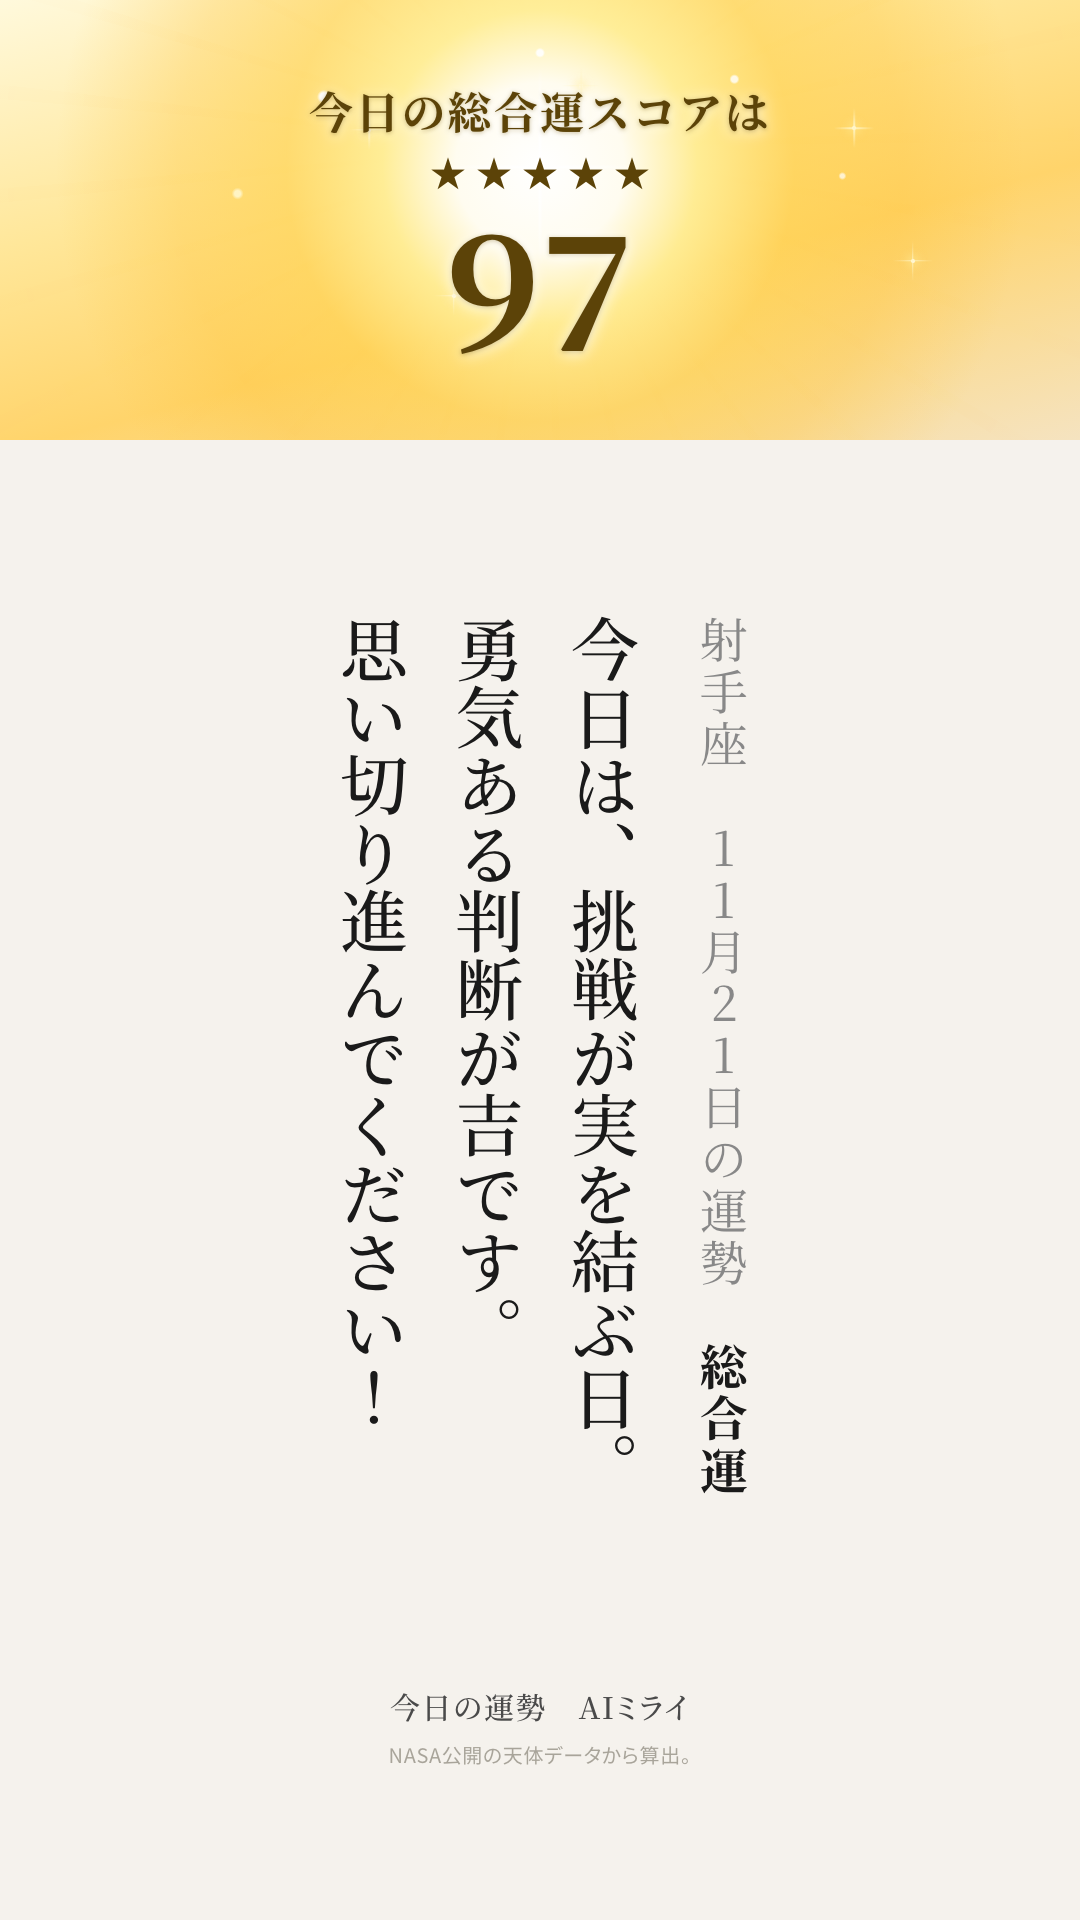 今日の総合運スコアは
★★★★★
97
射手座　11月21日の運勢　総合運
今日は、挑戦が実を結ぶ日。
勇気ある判断が吉です。
思い切り進んでください！
今日の運勢　AIミライ
NASA公開の天体データから算出。